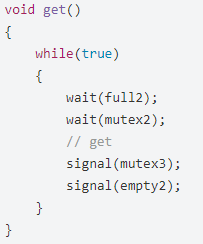 void get()
{
    while(true)
    {
        wait(full2);
        wait(mutex2);
        // get
        signal(mutex3);
        signal(empty2);
    }
}